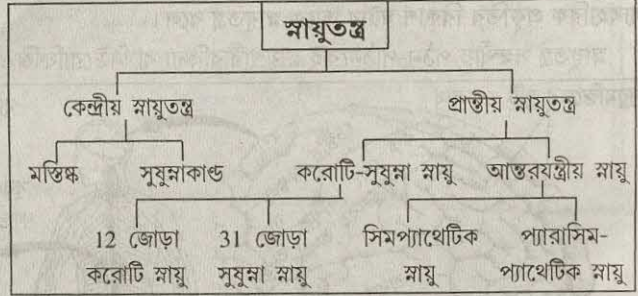 স্নায়ুতন্ত্র
কেন্দ্রীয় স্নায়ুতন্ত্র প্রান্তীয় স্নায়ুতন্ত্র
মস্তিষ্ক সুষুম্নাকাণ্ড করোটি-সুষুম্না স্নায়ু আন্তরযন্ত্রীয় স্নায়ু
12 জোড়া 31 জোড়া সিমপ্যাথেটিক প্যারাসিম-
করোটি স্নায়ু সুষুম্না স্নায়ু স্নায়ু প্যাথেটিক স্নায়ু